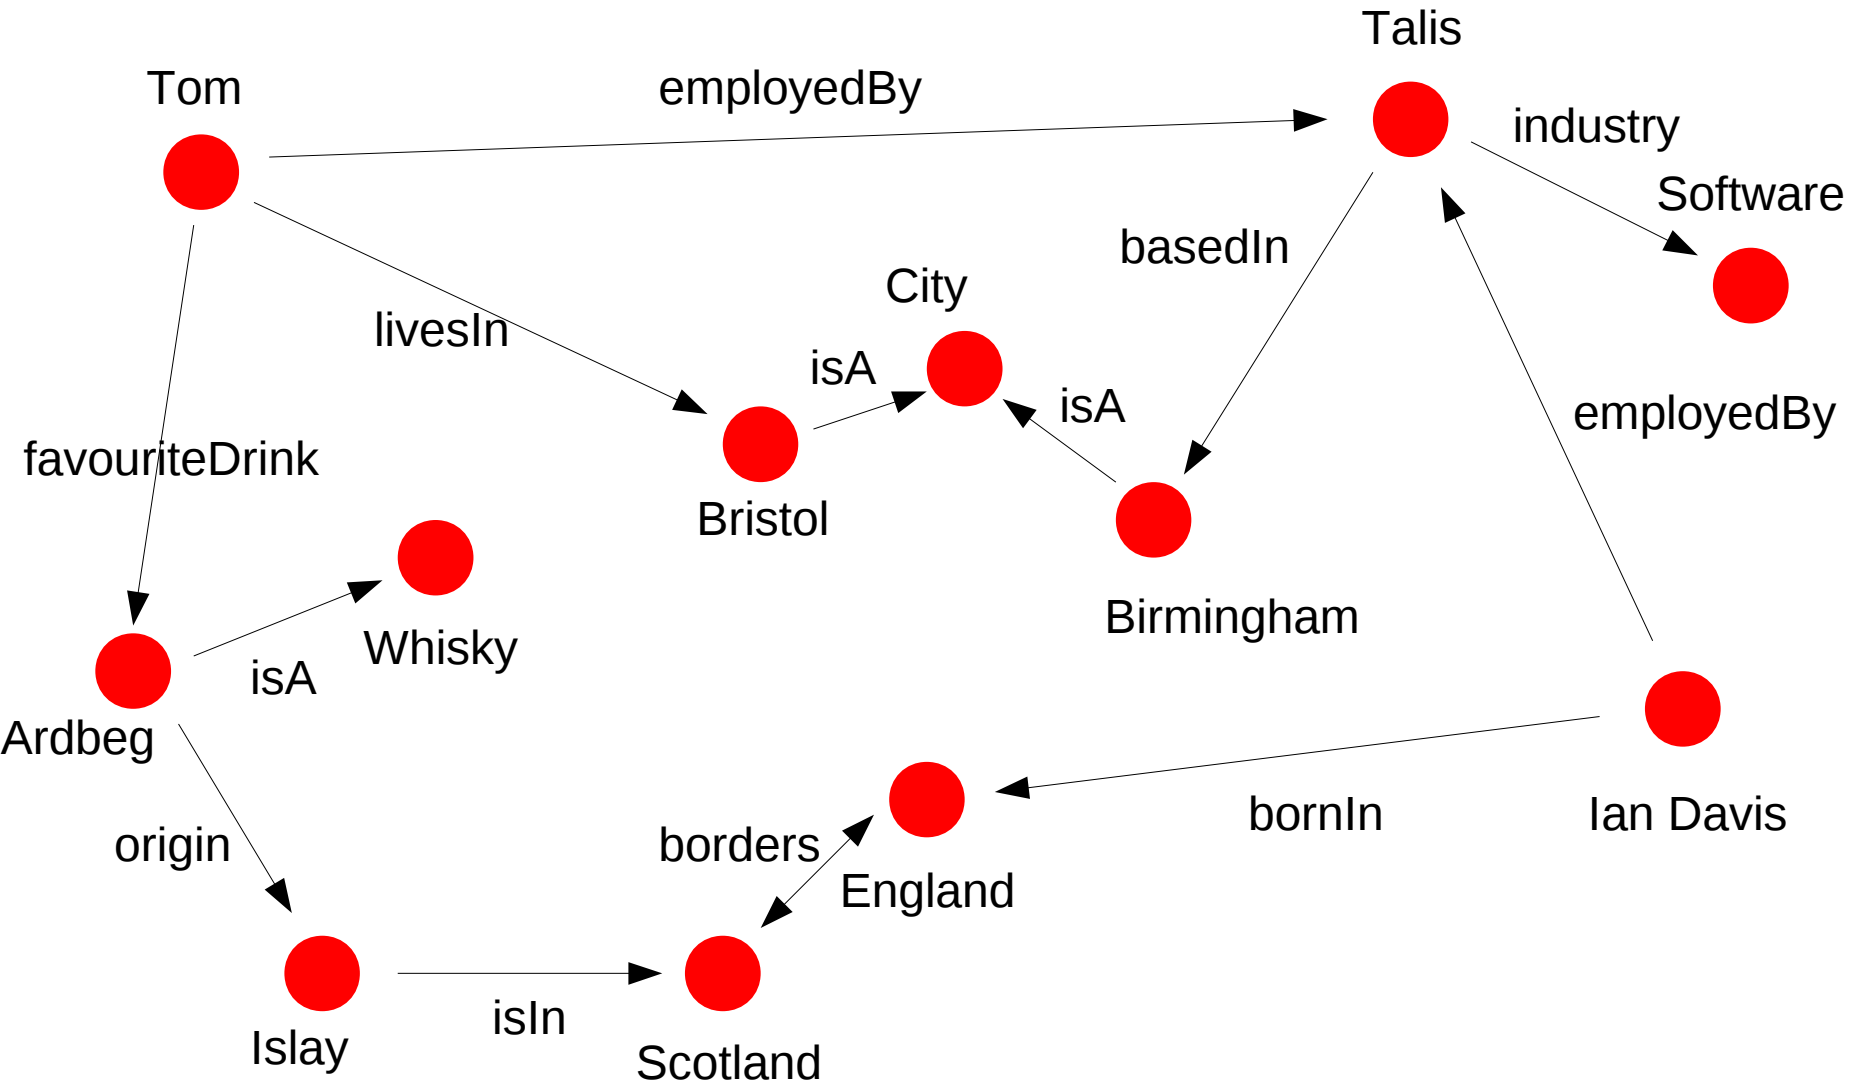 Talis
Tom
employedBy
industry
Software
basedIn
City
livesIn
isA
isA
employedBy
favouriteDrink
Bristol
Birmingham
Whisky
isA
Ardbeg
bornIn
Ian Davis
origin
borders
England
isIn
Islay
Scotland